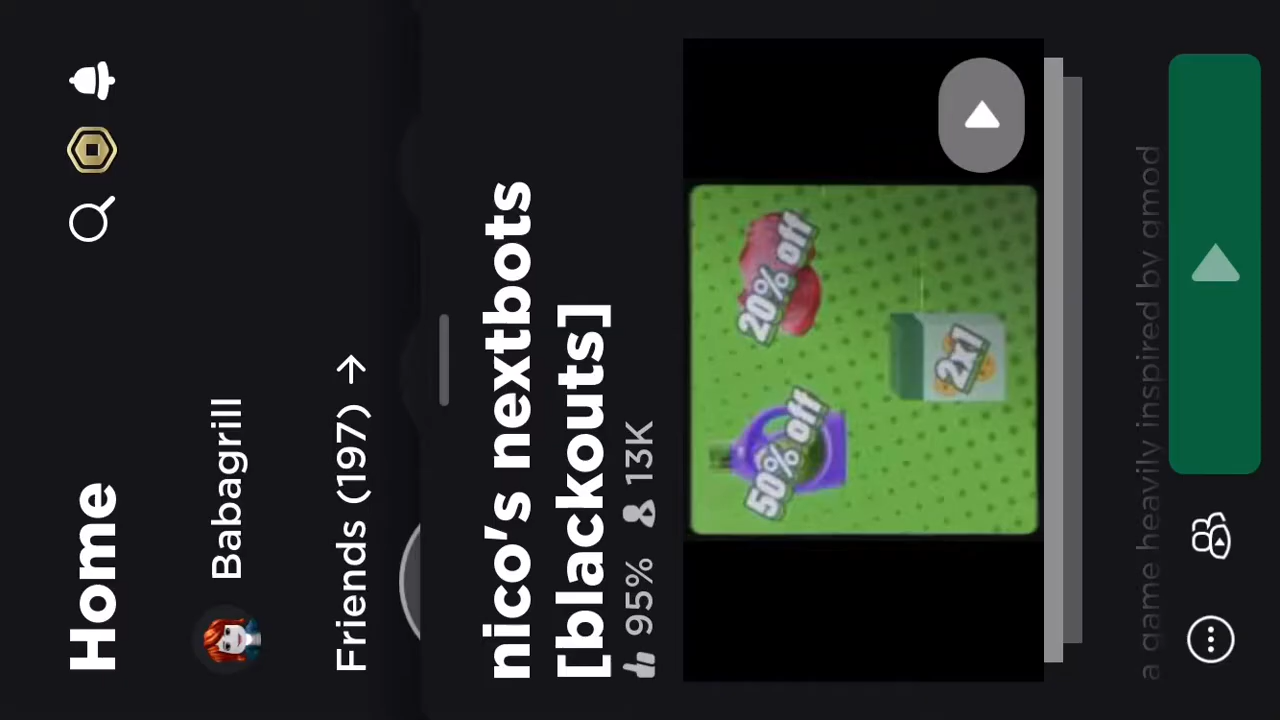 Home
Babagrill
Friends (197) →
nico's nextbots
[blackouts]
95% 13K
50% off!
20% off
2x1
a game heavily inspired by gmod